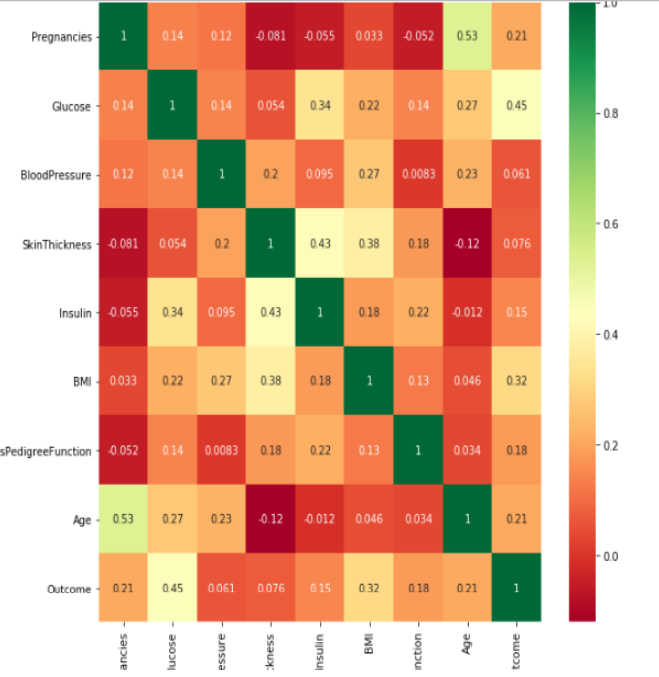 Pregnancies 1 0.14 0.12 -0.081 -0.055 0.033 -0.052 0.53 0.21
Glucose 0.14 1 0.14 0.054 0.34 0.22 0.14 0.27 0.45
BloodPressure 0.12 0.14 1 0.2 0.095 0.27 0.0083 0.23 0.061
SkinThickness -0.081 0.054 0.2 1 0.43 0.38 0.18 -0.12 0.076
Insulin -0.055 0.34 0.095 0.43 1 0.18 0.22 -0.012 0.15
BMI 0.033 0.22 0.27 0.38 0.18 1 0.13 0.046 0.32
sPedigreeFunction -0.052 0.14 0.0083 0.18 0.22 0.13 1 0.034 0.18
Age 0.53 0.27 0.23 -0.12 -0.012 0.046 0.034 1 0.21
Outcome 0.21 0.45 0.061 0.076 0.15 0.32 0.18 0.21 1
ancies lucose essure ckness Insulin BMI nction Age tcome
1.0
0.8
0.6
0.4
0.2
0.0